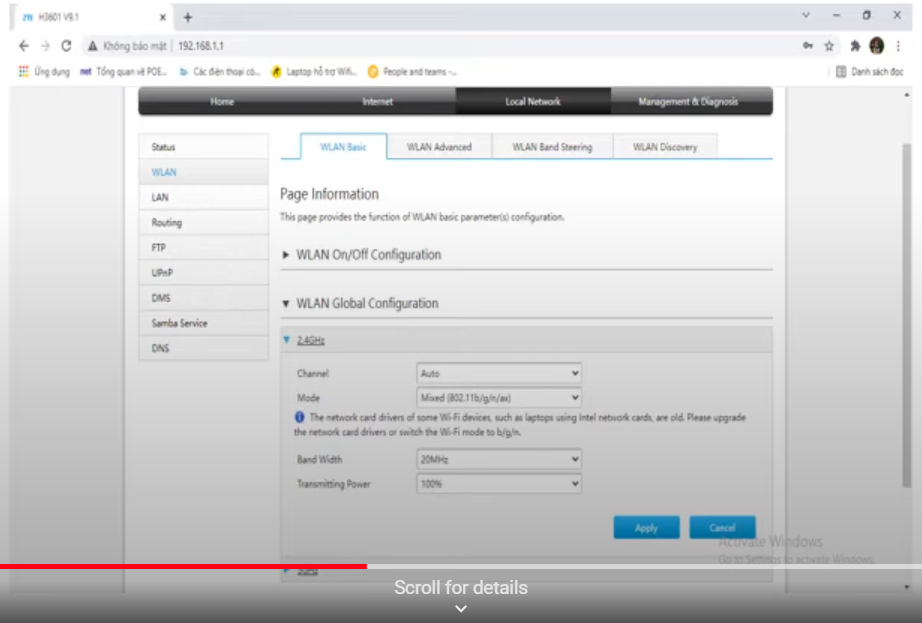 ZTE H3601 V9.1
Không bảo mật | 192.168.1.1
Ứng dụng net Tổng quan về POE... Các điện thoại có... Laptop hỗ trợ Wifi... People and teams -... Danh sách đọc
Home Internet Local Network Management & Diagnosis
Status
WLAN
LAN
Routing
FTP
UPnP
DMS
Samba Service
DNS
WLAN Basic WLAN Advanced WLAN Band Steering WLAN Discovery
Page Information
This page provides the function of WLAN basic parameter(s) configuration.
WLAN On/Off Configuration
WLAN Global Configuration
2.4GHz
Channel Auto
Mode Mixed (802.11b/g/n/ax)
The network card drivers of some Wi-Fi devices, such as laptops using Intel network cards, are old. Please upgrade
the network card drivers or switch the Wi-Fi mode to b/g/n.
Band Width 20MHz
Transmitting Power 100%
Apply Cancel
Activate Windows
Go to Settings to activate Windows.
5GHz
Scroll for details